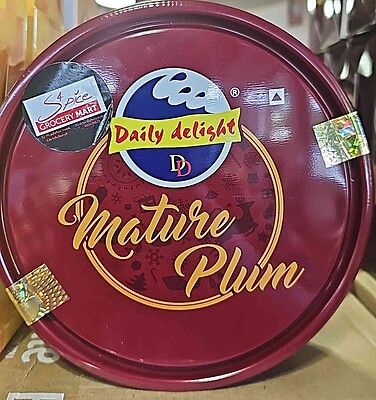 Spice
GROCERY MART
®
Daily delight
DD
Mature
Plum